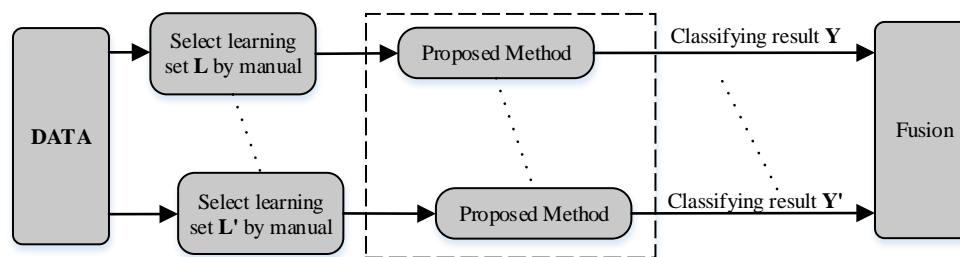 DATA
Select learning
set L by manual
Proposed Method
Classifying result Y
Select learning
set L' by manual
Proposed Method
Classifying result Y'
Fusion